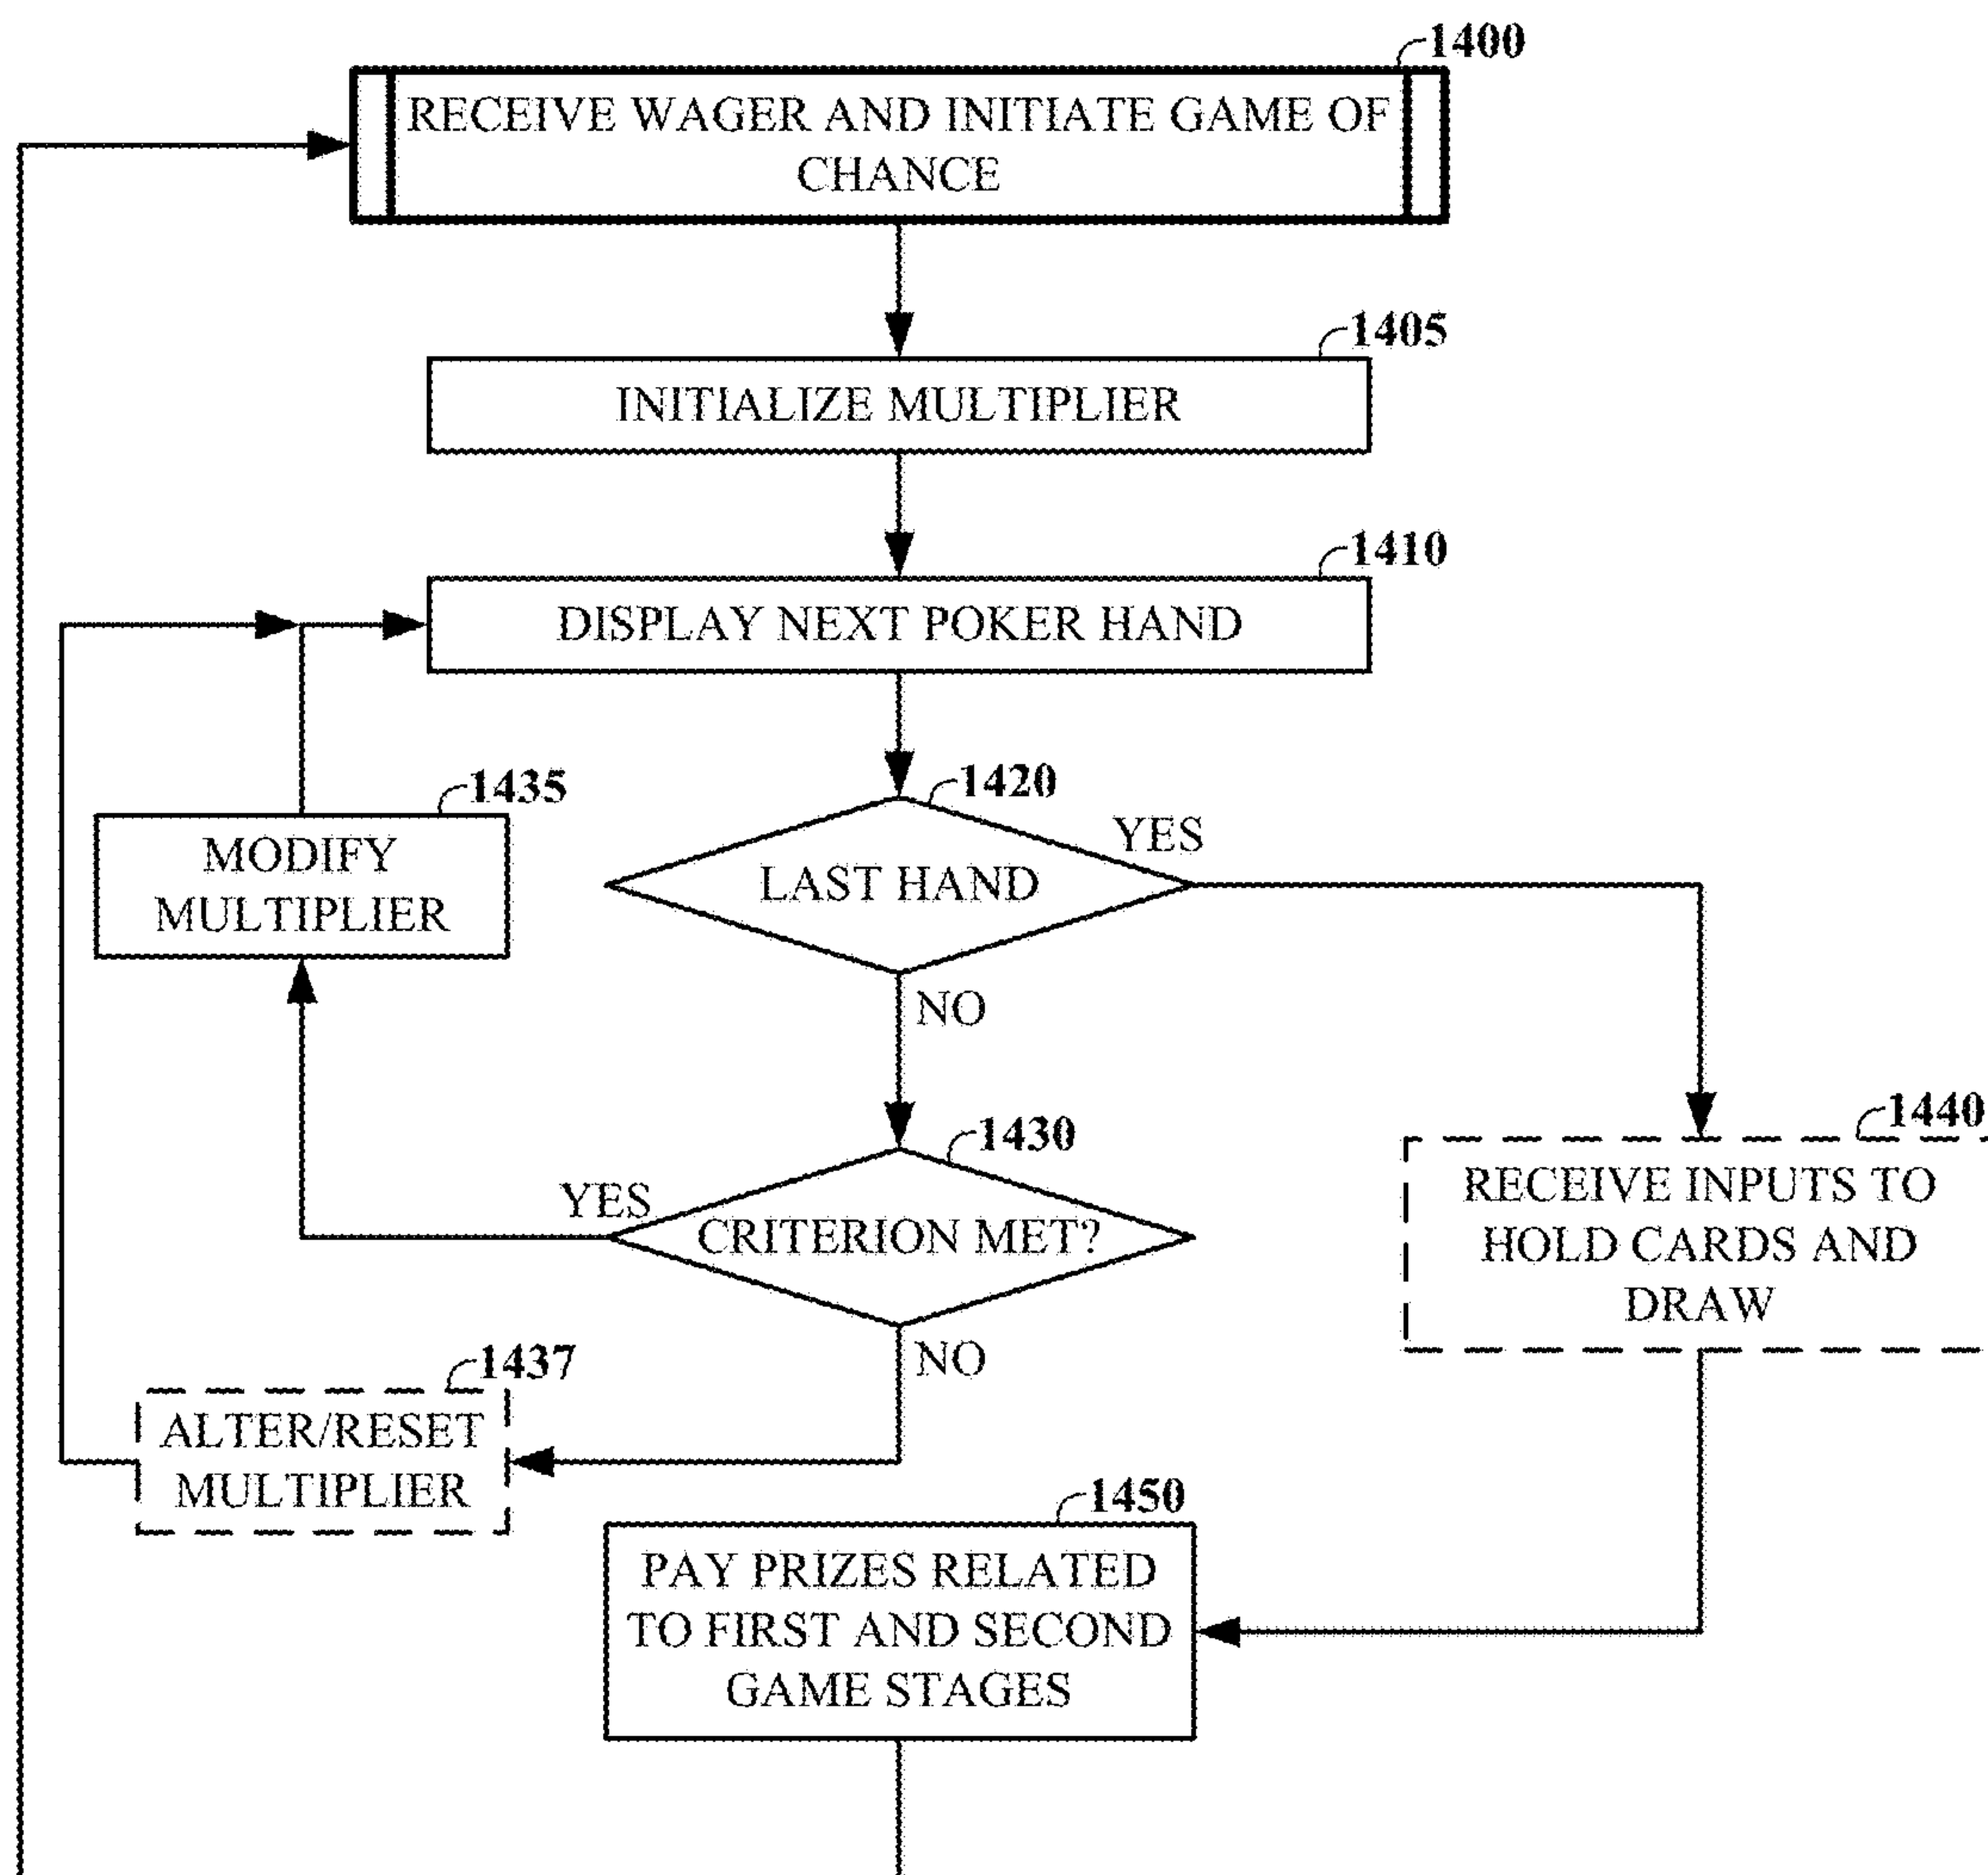 1400
RECEIVE WAGER AND INITIATE GAME OF
CHANCE
1405
INITIALIZE MULTIPLIER
1410
DISPLAY NEXT POKER HAND
1420
LAST HAND
YES
NO
1435
MODIFY
MULTIPLIER
1430
CRITERION MET?
YES
NO
1440
RECEIVE INPUTS TO
HOLD CARDS AND
DRAW
1437
ALTER/RESET
MULTIPLIER
1450
PAY PRIZES RELATED
TO FIRST AND SECOND
GAME STAGES